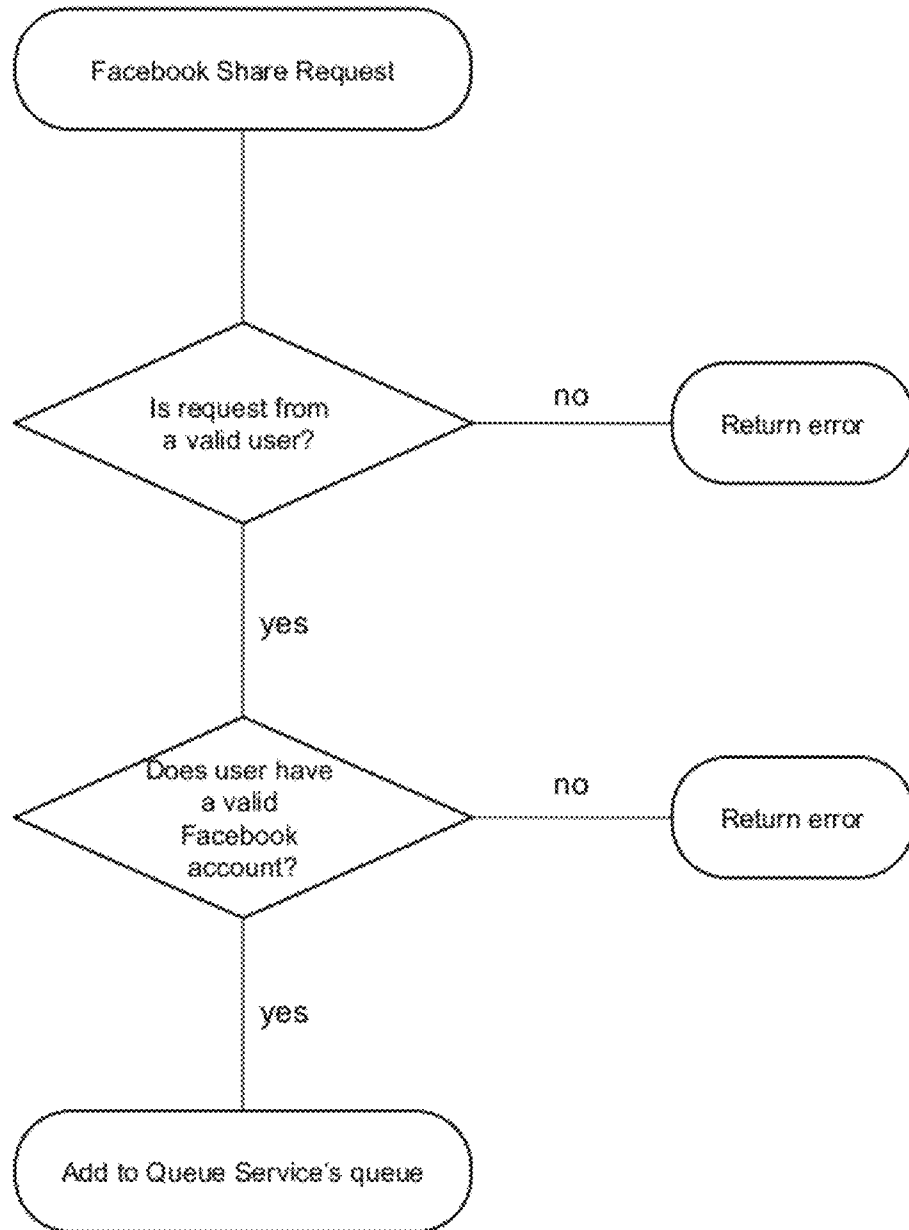 Facebook Share Request
Is request from
a valid user?
no
Return error
yes
Does user have
a valid
Facebook
account?
no
Return error
yes
Add to Queue Service's queue